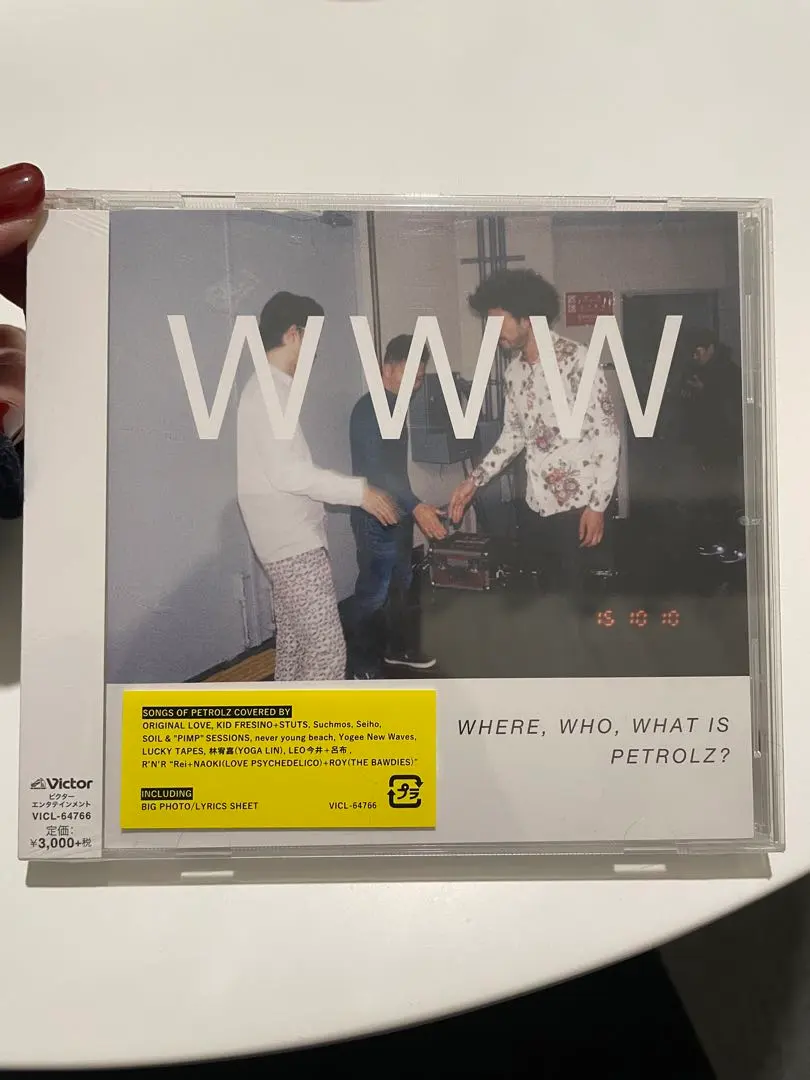 WWW
15 10 10
WHERE, WHO, WHAT IS
PETROLZ?
SONGS OF PETROLZ COVERED BY
ORIGINAL LOVE, KID FRESINO+STUTS, Suchmos, Seiho,
SOIL & "PIMP" SESSIONS, never young beach, Yogee New Waves,
LUCKY TAPES, 林宥嘉(YOGA LIN), LEO今井+呂布,
R'N'R "Rei+NAOKI(LOVE PSYCHEDELICO)+ROY(THE BAWDIES)"
INCLUDING
BIG PHOTO/LYRICS SHEET
VICL-64766
プラ
Victor
ビクター
エンタテインメント
VICL-64766
定価:
¥3,000+税